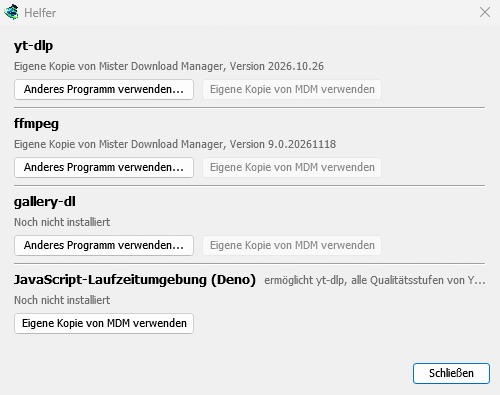 Helfer
yt-dlp
Eigene Kopie von Mister Download Manager, Version 2026.10.26
Anderes Programm verwenden... Eigene Kopie von MDM verwenden
ffmpeg
Eigene Kopie von Mister Download Manager, Version 9.0.20261118
Anderes Programm verwenden... Eigene Kopie von MDM verwenden
gallery-dl
Noch nicht installiert
Anderes Programm verwenden... Eigene Kopie von MDM verwenden
JavaScript-Laufzeitumgebung (Deno) ermöglicht yt-dlp, alle Qualitätsstufen von Y...
Noch nicht installiert
Eigene Kopie von MDM verwenden
Schließen